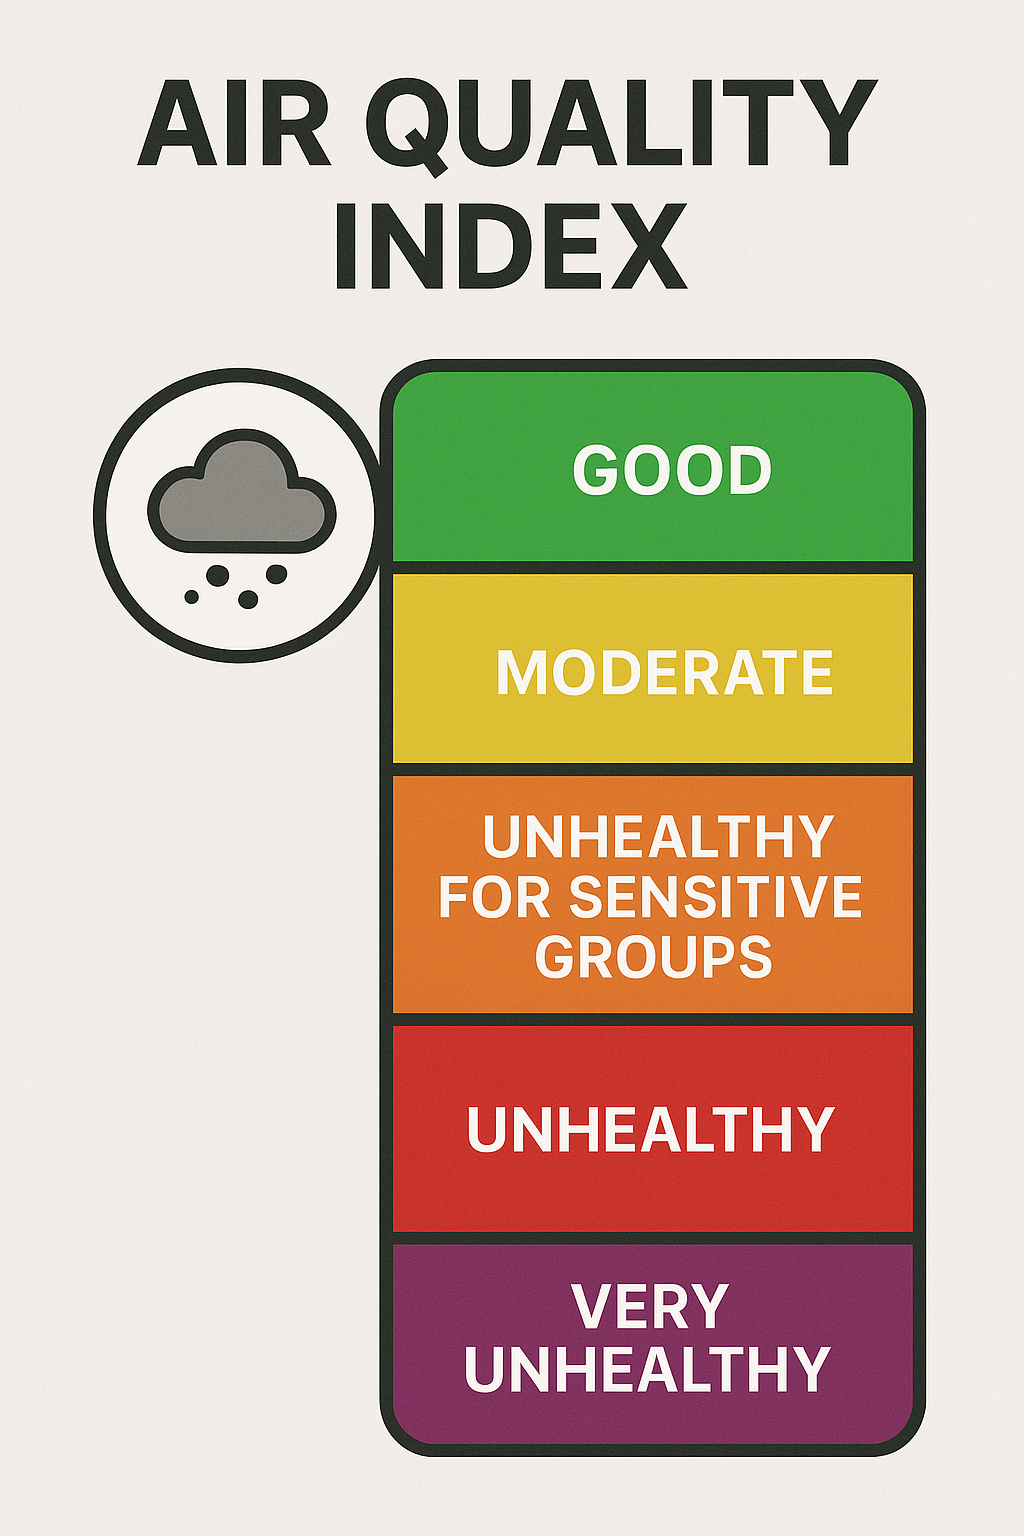 AIR QUALITY
INDEX
GOOD
MODERATE
UNHEALTHY
FOR SENSITIVE
GROUPS
UNHEALTHY
VERY
UNHEALTHY